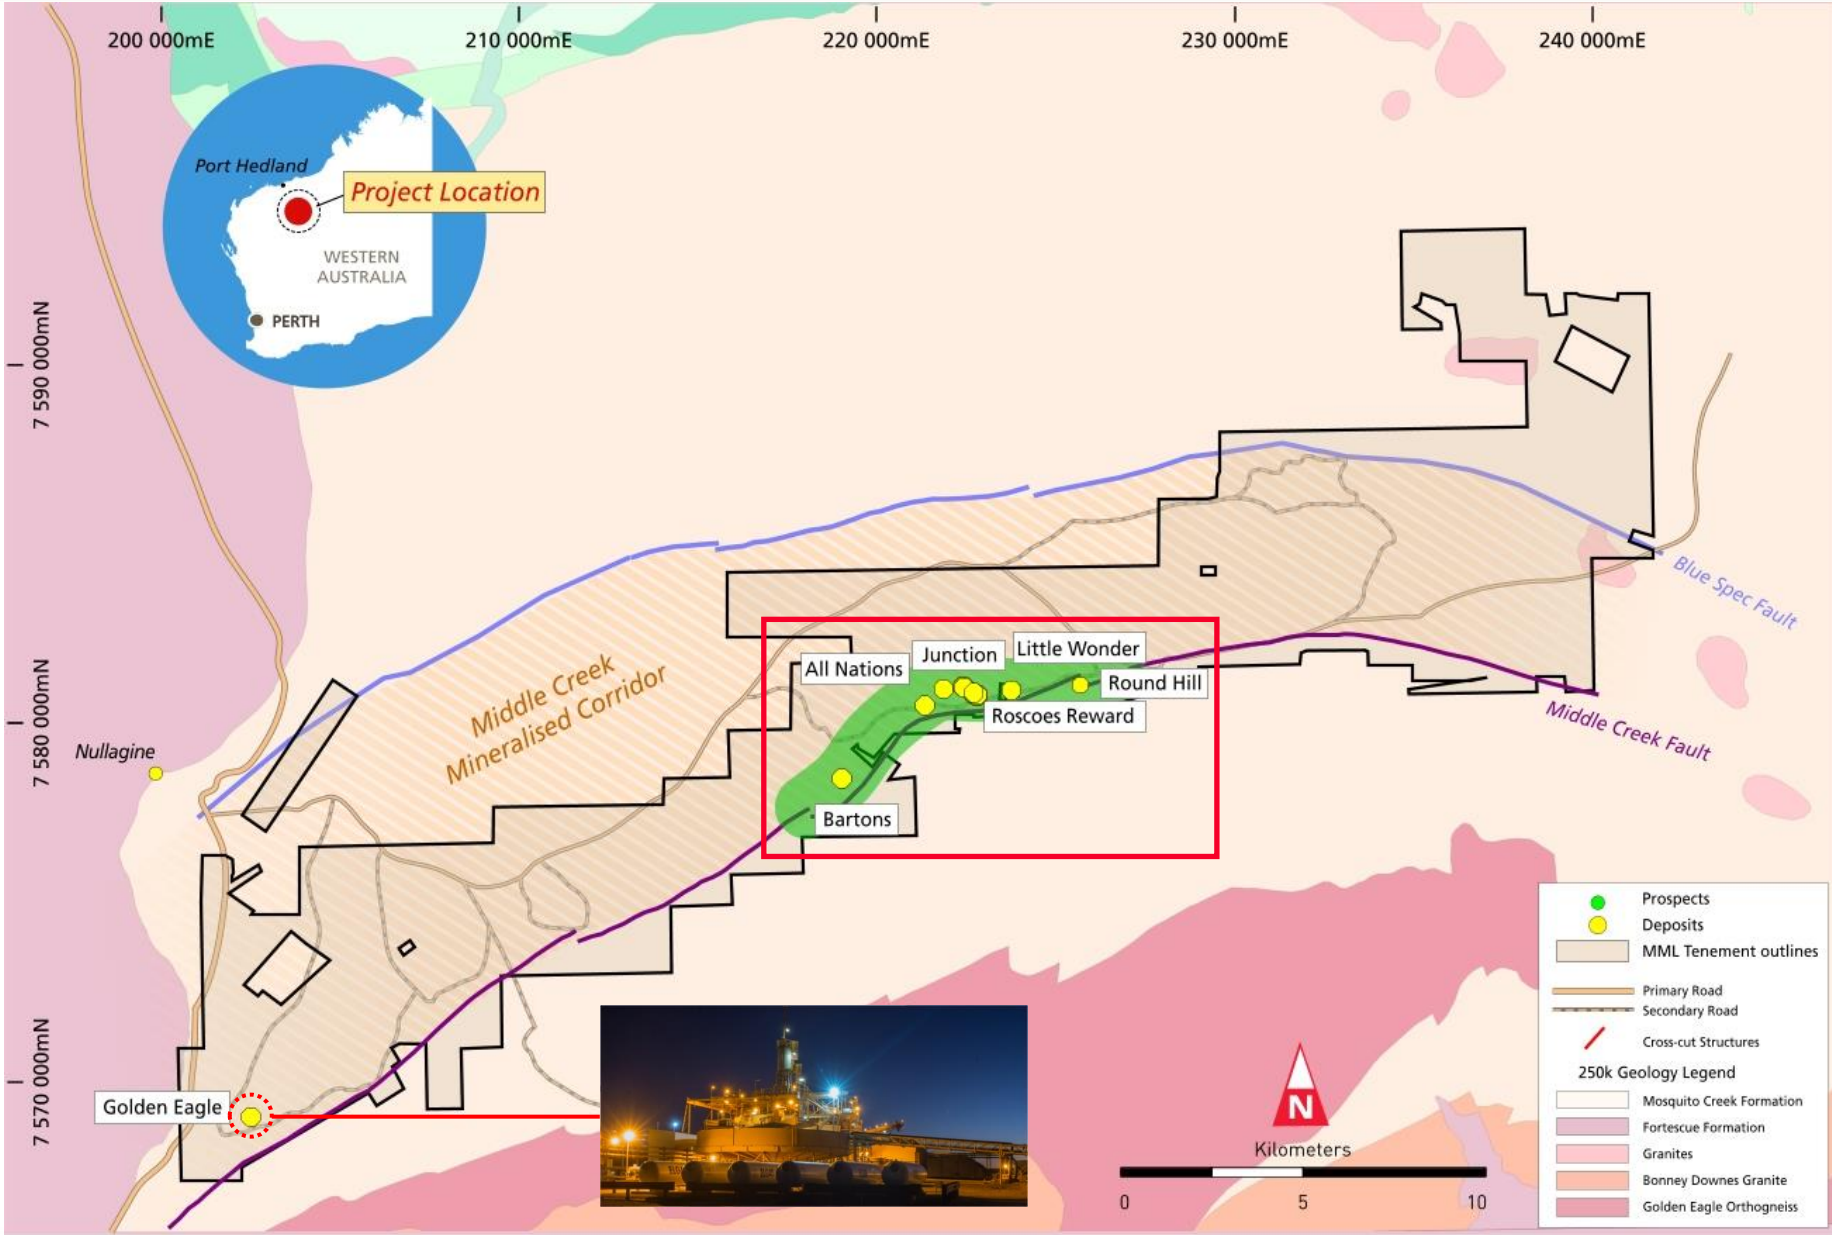 200 000mE
210 000mE
220 000mE
230 000mE
240 000mE
Port Hedland
Project Location
WESTERN
AUSTRALIA
PERTH
7 590 000mN
7 580 000mN
7 570 000mN
Blue Spec Fault
Middle Creek
Mineralised Corridor
Little Wonder
Junction
All Nations
Round Hill
Roscoes Reward
Middle Creek Fault
Nullagine
Bartons
Golden Eagle
N
Kilometers
0
5
10
Prospects
Deposits
MML Tenement outlines
Primary Road
Secondary Road
Cross-cut Structures
250k Geology Legend
Mosquito Creek Formation
Fortescue Formation
Granites
Bonney Downes Granite
Golden Eagle Orthogneiss